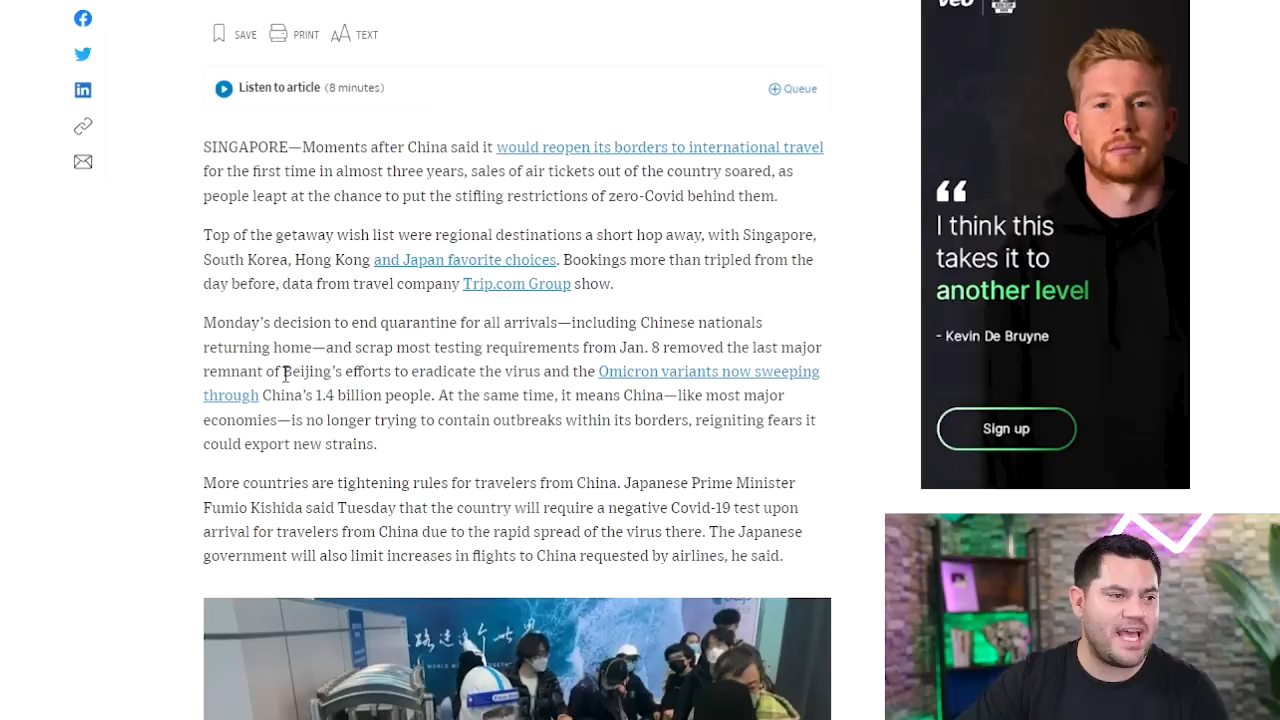 SAVE
PRINT
AA TEXT
Listen to article (8 minutes)
Queue
SINGAPORE—Moments after China said it would reopen its borders to international travel
for the first time in almost three years, sales of air tickets out of the country soared, as
people leapt at the chance to put the stifling restrictions of zero-Covid behind them.
Top of the getaway wish list were regional destinations a short hop away, with Singapore,
South Korea, Hong Kong and Japan favorite choices. Bookings more than tripled from the
day before, data from travel company Trip.com Group show.
Monday’s decision to end quarantine for all arrivals—including Chinese nationals
returning home—and scrap most testing requirements from Jan. 8 removed the last major
remnant of Beijing’s efforts to eradicate the virus and the Omicron variants now sweeping
through China’s 1.4 billion people. At the same time, it means China—like most major
economies—is no longer trying to contain outbreaks within its borders, reigniting fears it
could export new strains.
More countries are tightening rules for travelers from China. Japanese Prime Minister
Fumio Kishida said Tuesday that the country will require a negative Covid-19 test upon
arrival for travelers from China due to the rapid spread of the virus there. The Japanese
government will also limit increases in flights to China requested by airlines, he said.
“
I think this
takes it to
another level
- Kevin De Bruyne
Sign up